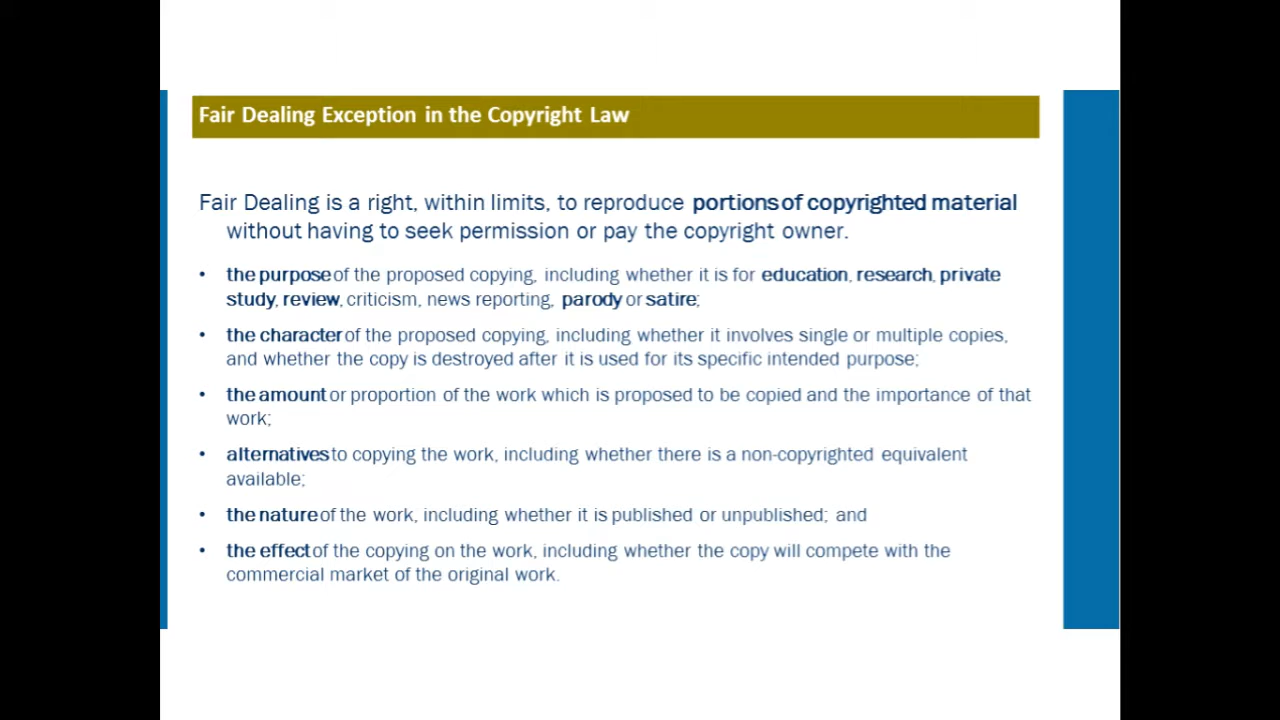 Fair Dealing Exception in the Copyright Law
Fair Dealing is a right, within limits, to reproduce portions of copyrighted material
without having to seek permission or pay the copyright owner.
• the purpose of the proposed copying, including whether it is for education, research, private
study, review, criticism, news reporting, parody or satire;
• the character of the proposed copying, including whether it involves single or multiple copies,
and whether the copy is destroyed after it is used for its specific intended purpose;
• the amount or proportion of the work which is proposed to be copied and the importance of that
work;
• alternatives to copying the work, including whether there is a non-copyrighted equivalent
available;
• the nature of the work, including whether it is published or unpublished; and
• the effect of the copying on the work, including whether the copy will compete with the
commercial market of the original work.